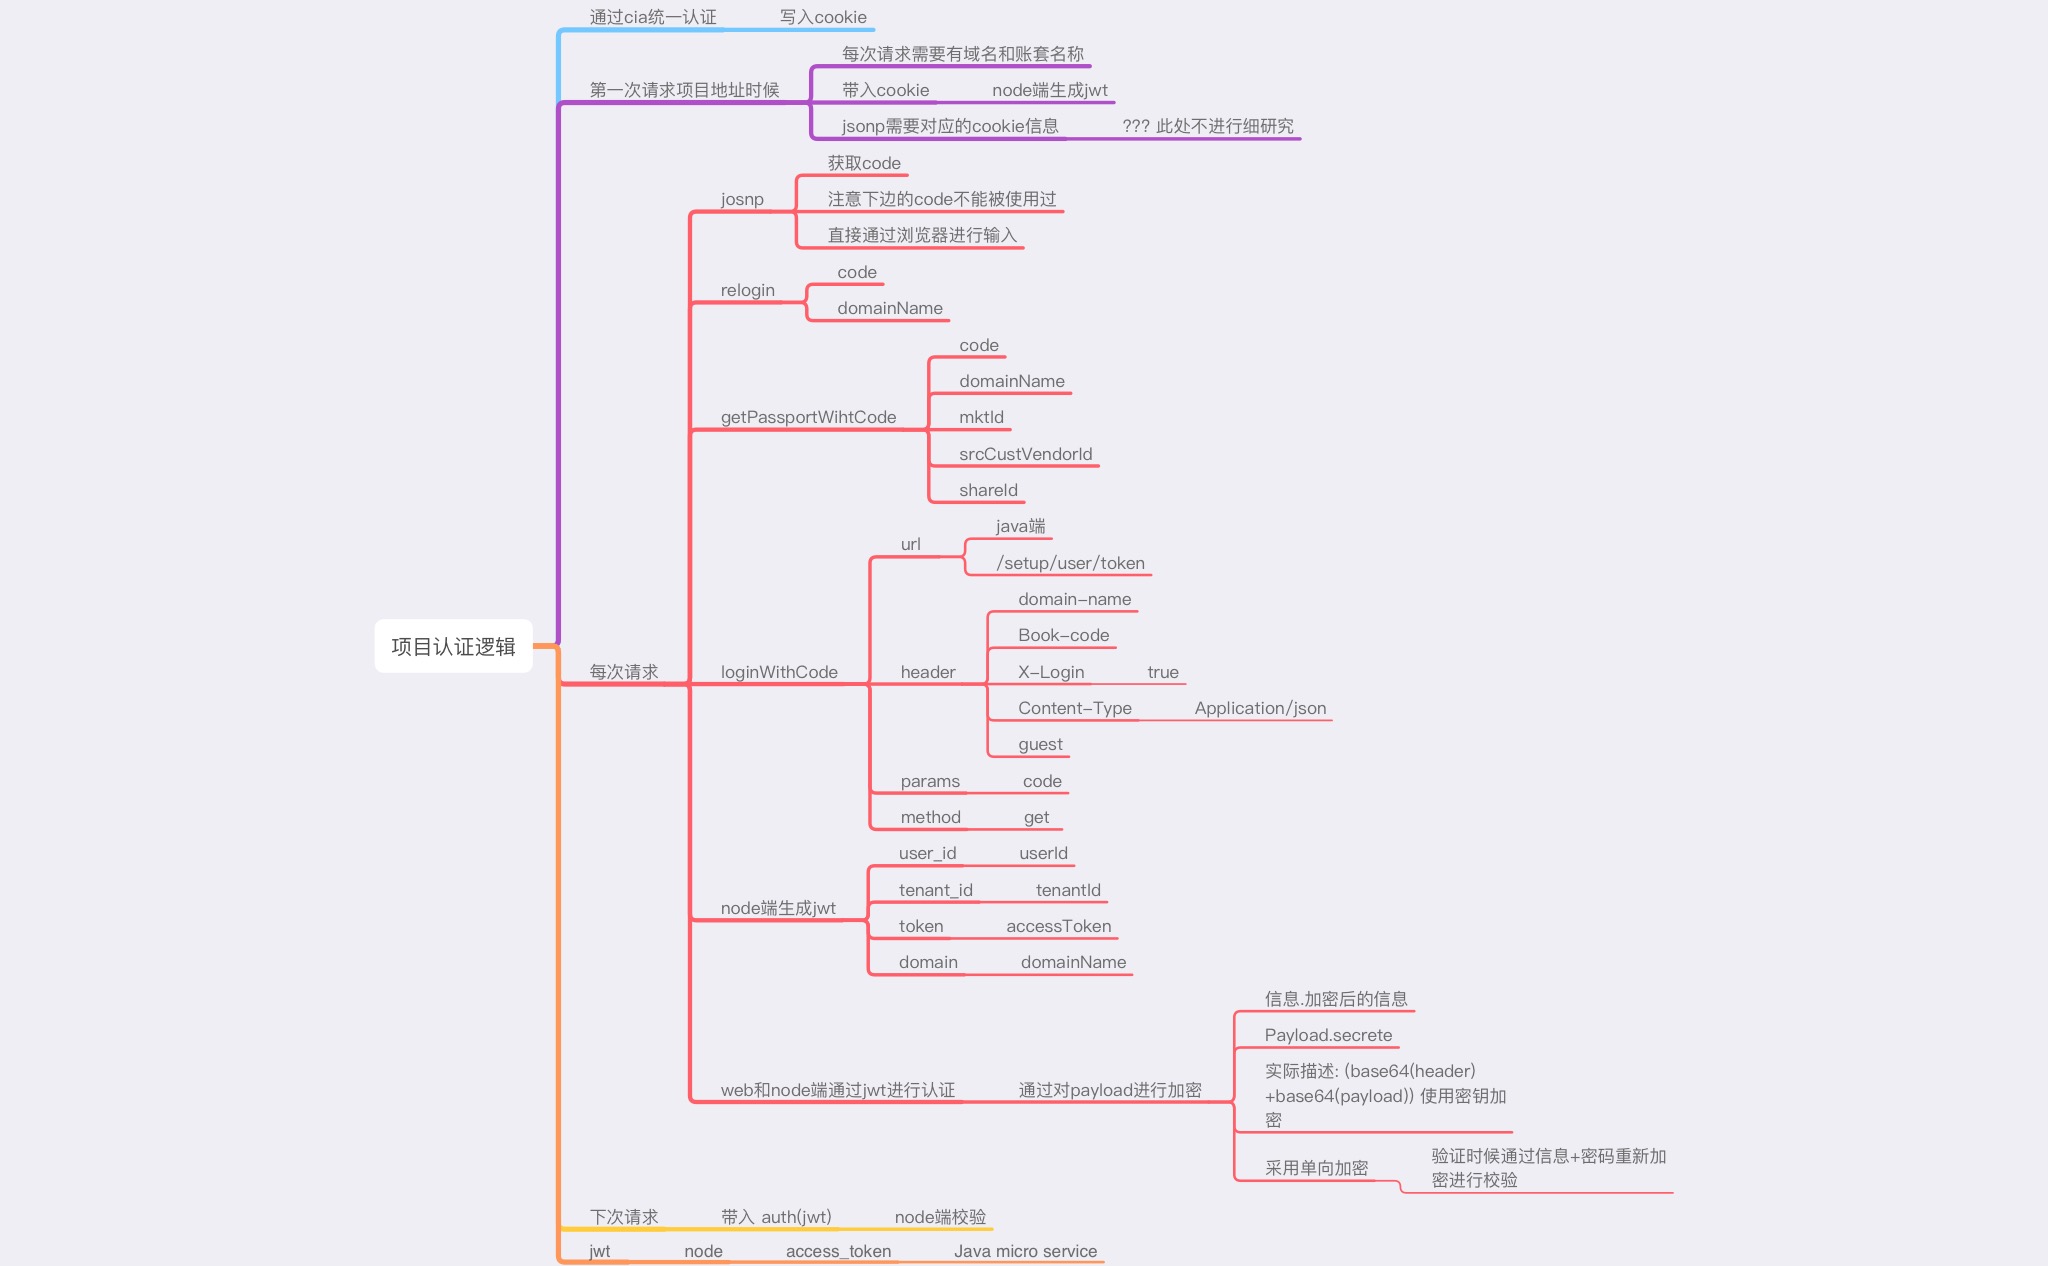 通过cia统一认证
写入cookie
每次请求需要有域名和账套名称
第一次请求项目地址时候
带入cookie
node端生成jwt
jsonp需要对应的cookie信息
??? 此处不进行细研究
获取code
josnp
注意下边的code不能被使用过
直接通过浏览器进行输入
code
relogin
domainName
code
domainName
getPassportWihtCode
mktId
srcCustVendorId
shareId
java端
url
/setup/user/token
domain-name
Book-code
项目认证逻辑
每次请求
loginWithCode
header
X-Login
true
Content-Type
Application/json
guest
params
code
method
get
user_id
userId
tenant_id
tenantId
node端生成jwt
token
accessToken
domain
domainName
信息.加密后的信息
Payload.secrete
web和node端通过jwt进行认证
通过对payload进行加密
实际描述: (base64(header)
+base64(payload)) 使用密钥加
密
采用单向加密
验证时候通过信息+密码重新加
密进行校验
下次请求
带入 auth(jwt)
node端校验
jwt
node
access_token
Java micro service